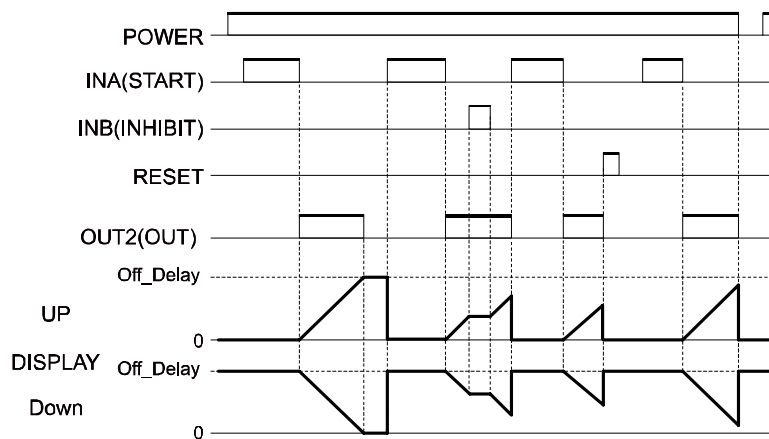 POWER
INA(START)
INB(INHIBIT)
RESET
OUT2(OUT)
Off_Delay
UP
0
DISPLAY Off_Delay
Down
0